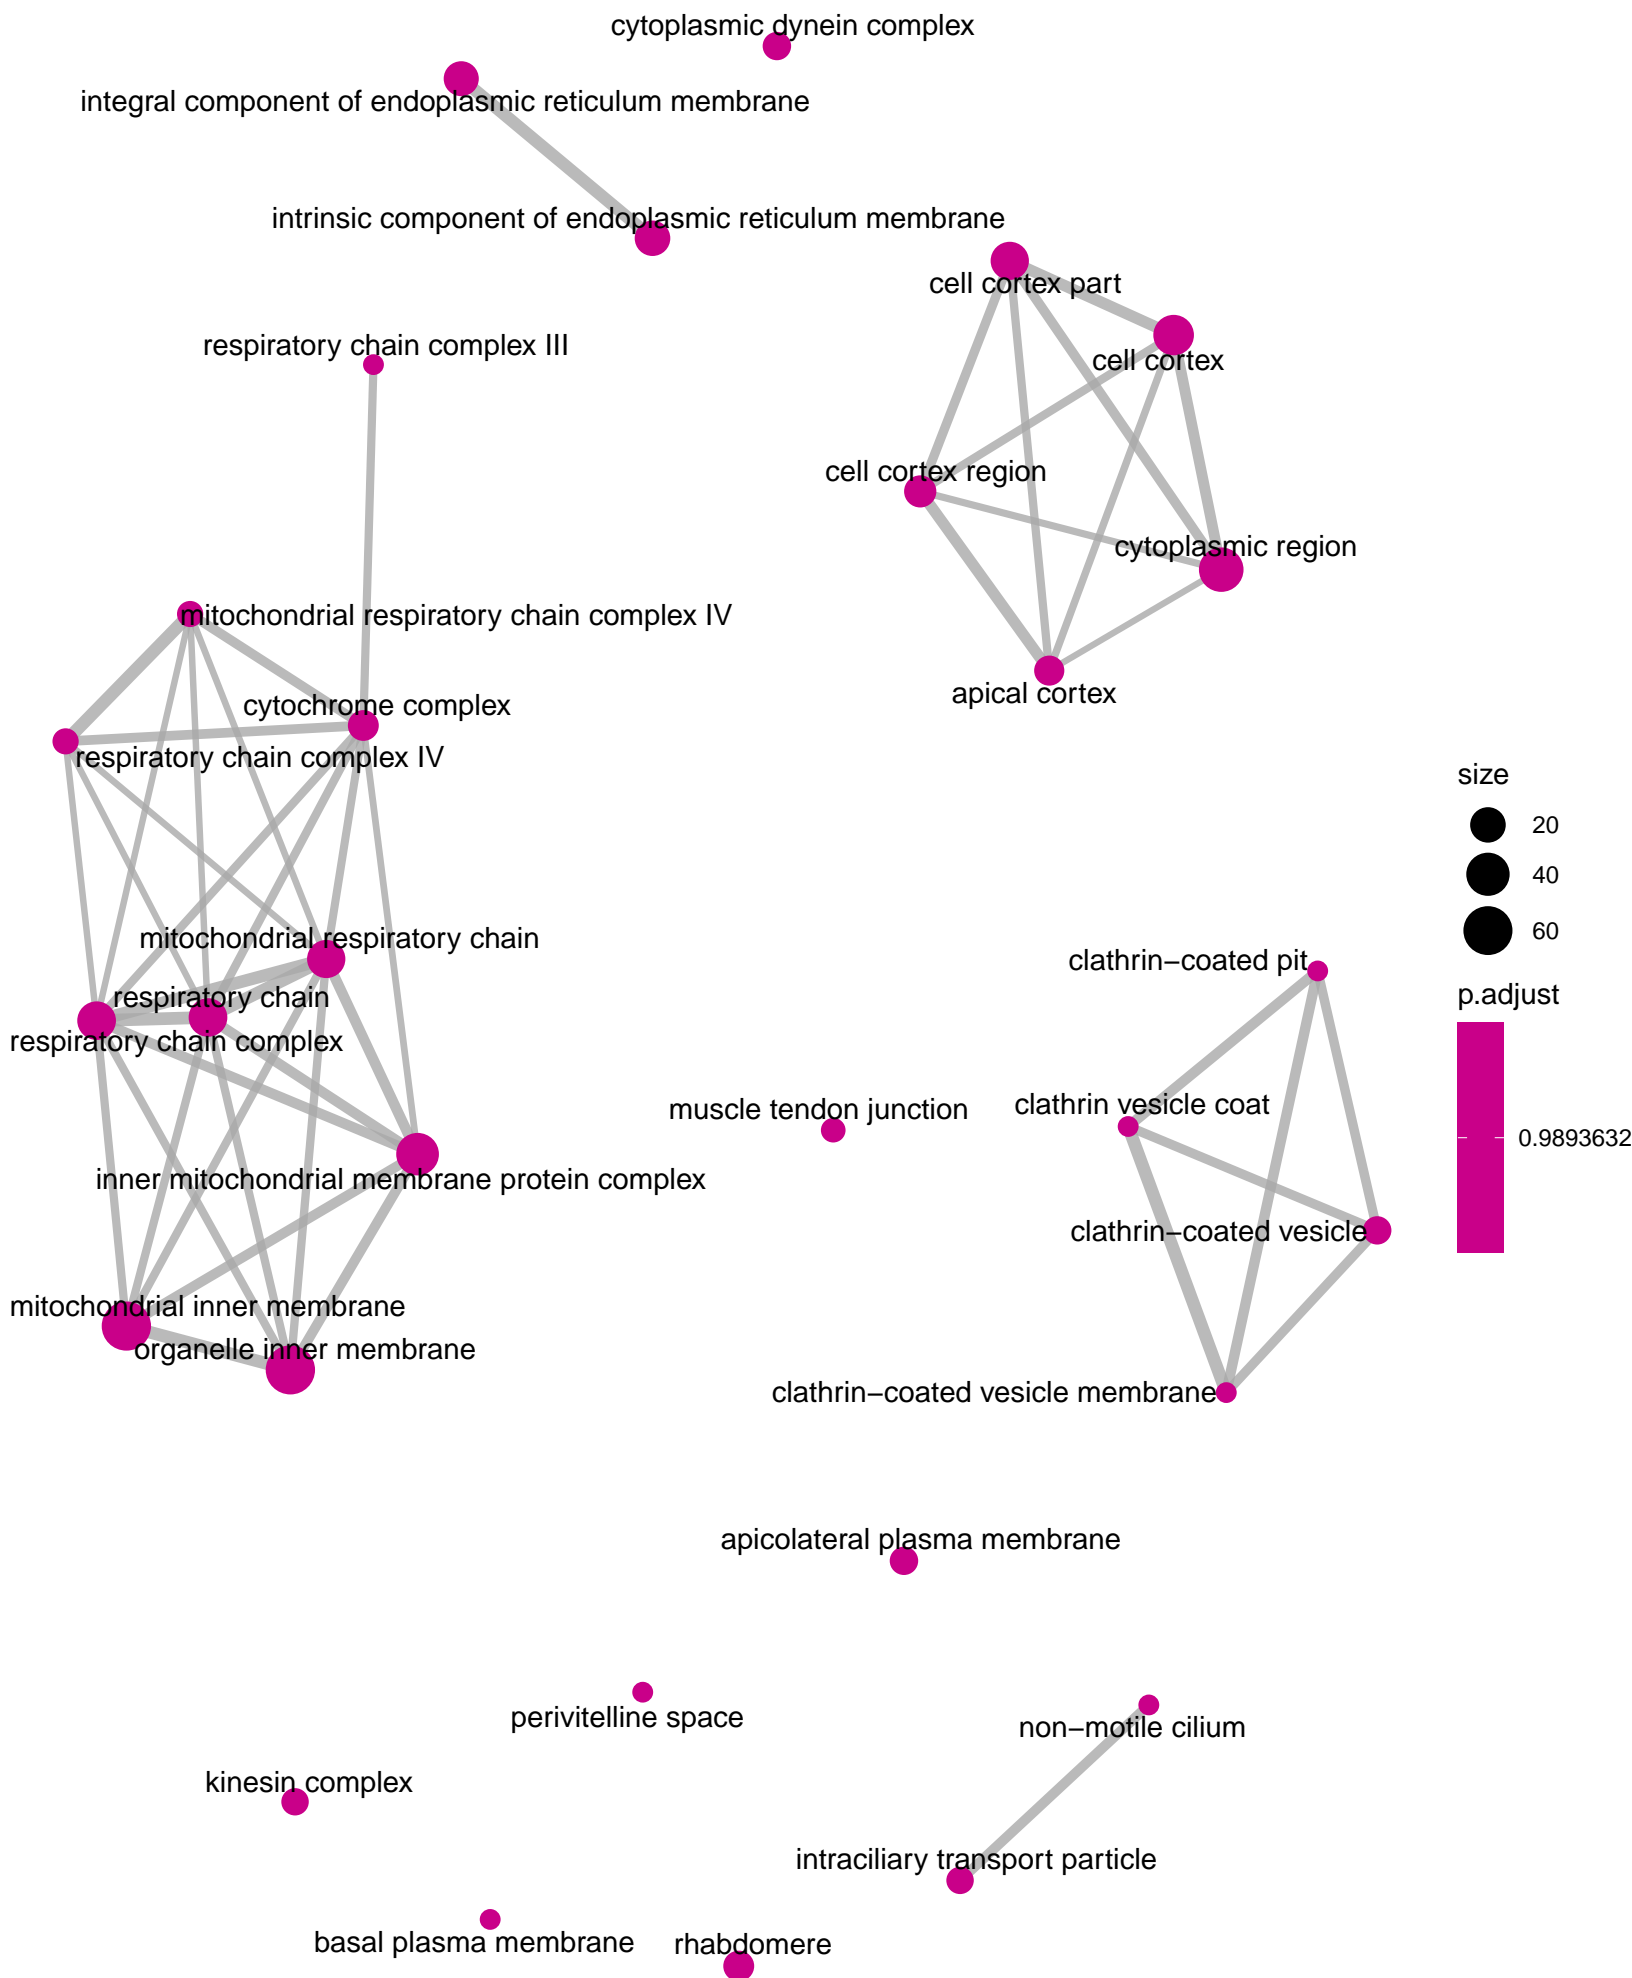 cytoplasmic dynein complex
integral component of endoplasmic reticulum membrane
intrinsic component of endoplasmic reticulum membrane
cell cortex part
respiratory chain complex III
cell cortex
cell cortex region
cytoplasmic region
mitochondrial respiratory chain complex IV
apical cortex
cytochrome complex
respiratory chain complex IV
size
20
40
60
mitochondrial respiratory chain
clathrin−coated pit
p.adjust
respiratory chain
respiratory chain complex
muscle tendon junction
clathrin vesicle coat
0.9893632
inner mitochondrial membrane protein complex
clathrin−coated vesicle
mitochondrial inner membrane
organelle inner membrane
clathrin−coated vesicle membrane
apicolateral plasma membrane
perivitelline space
non−motile cilium
kinesin complex
intraciliary transport particle
basal plasma membrane
rhabdomere